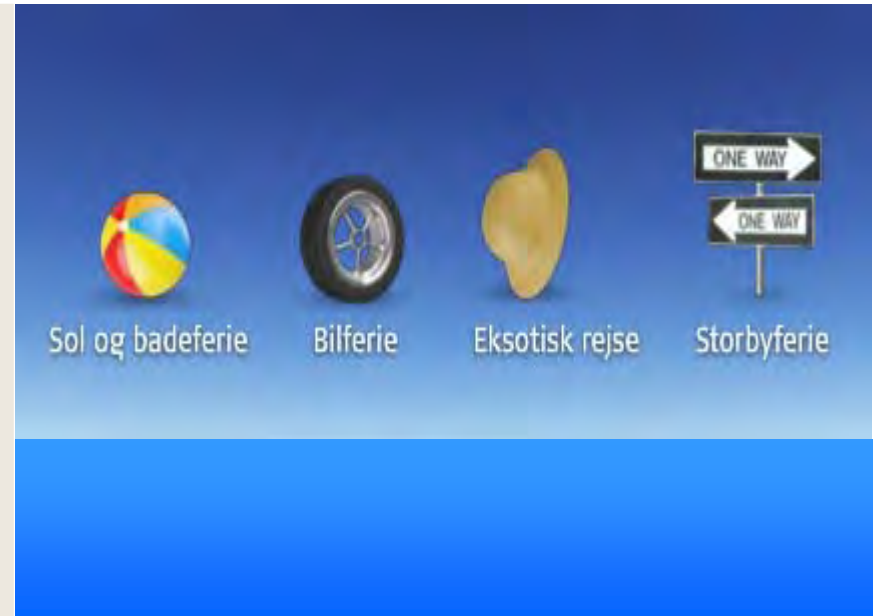 ONE WAY
ONE WAY
Sol og badeferie
Bilferie
Eksotisk rejse
Storbyferie